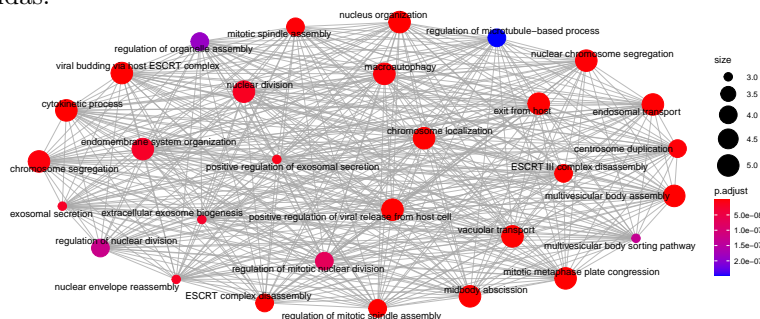 nucleus organization
mitotic spindle assembly
regulation of microtubule−based process
regulation of organelle assembly
nuclear chromosome segregation
viral budding via host ESCRT complex
macroautophagy
nuclear division
cytokinetic process
exit from host
endosomal transport
chromosome localization
endomembrane system organization
centrosome duplication
chromosome segregation
positive regulation of exosomal secretion
ESCRT III complex disassembly
multivesicular body assembly
exosomal secretion
extracellular exosome biogenesis
positive regulation of viral release from host cell
vacuolar transport
regulation of nuclear division
multivesicular body sorting pathway
regulation of mitotic nuclear division
mitotic metaphase plate congression
nuclear envelope reassembly
ESCRT complex disassembly
midbody abscission
regulation of mitotic spindle assembly
size
3.0
3.5
4.0
4.5
5.0
p.adjust